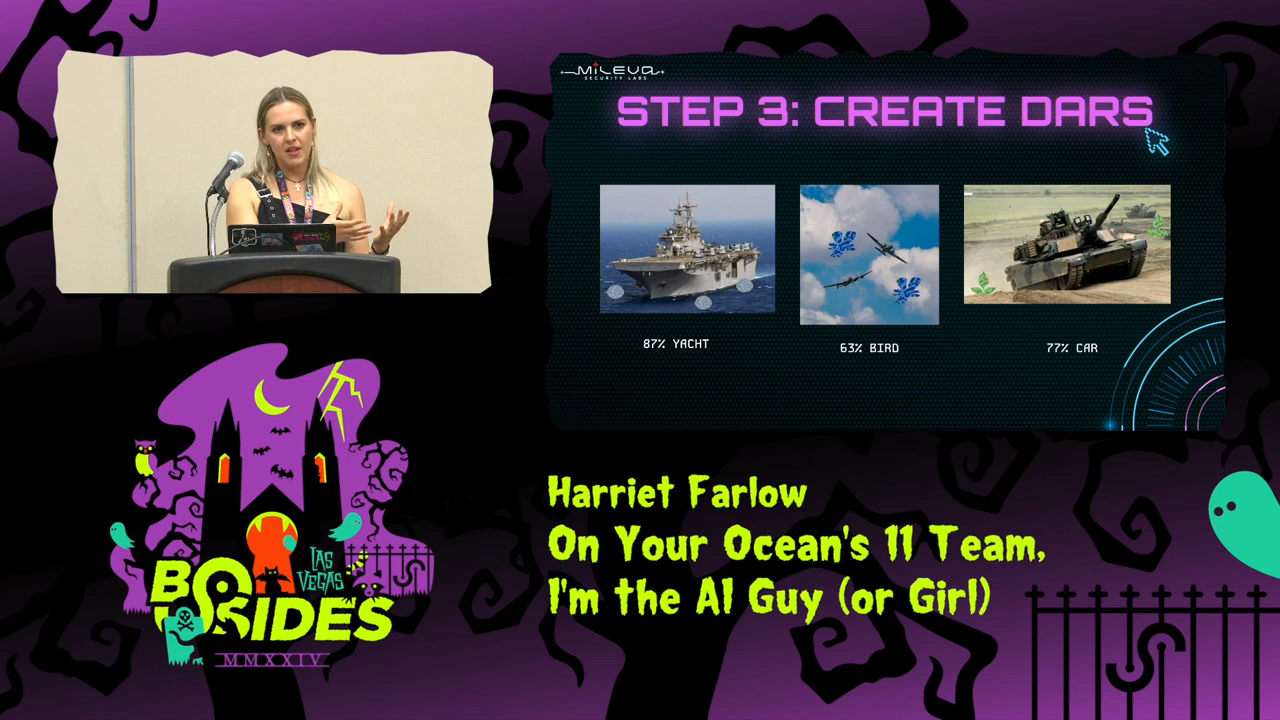 MiLEVA
SECURITY LABS
STEP 3: CREATE DARS
87% YACHT
63% BIRD
77% CAR
Harriet Farlow
On Your Ocean's 11 Team,
I'm the AI Guy (or Girl)
LAS
VEGAS
BSIDES
MMXXIV